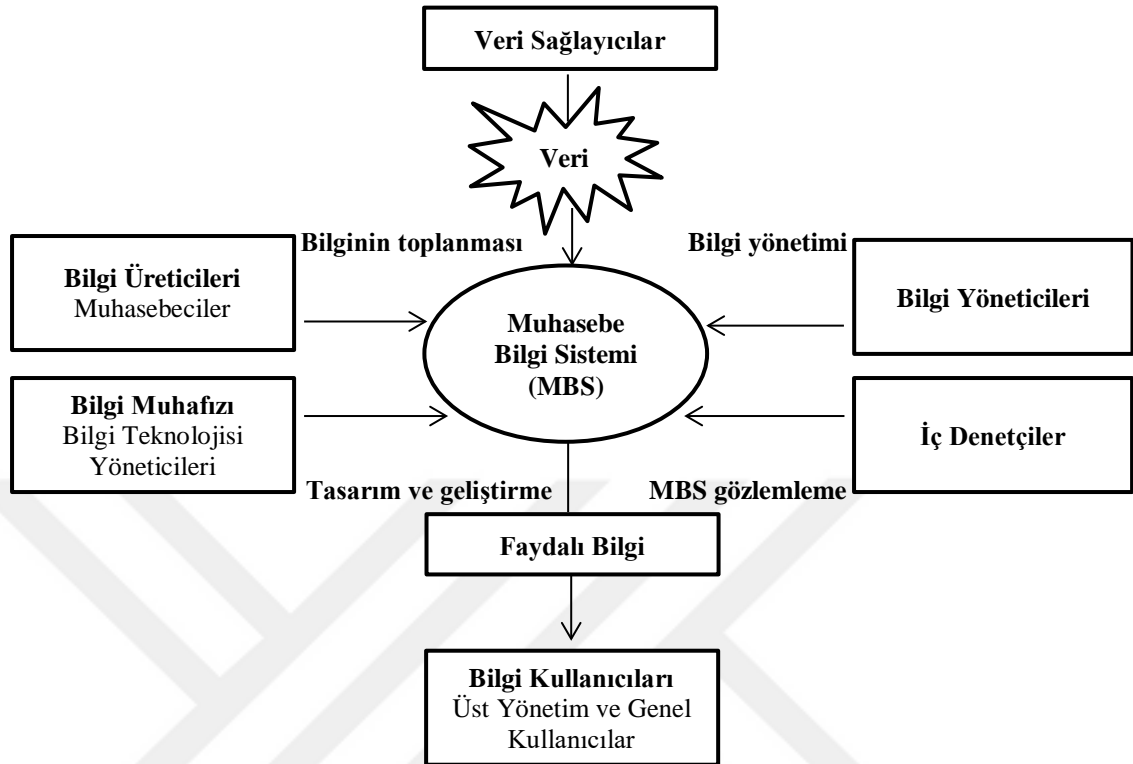 Veri Sağlayıcılar
Veri
Bilginin toplanması
Bilgi yönetimi
Bilgi Üreticileri
Muhasebeciler
Muhasebe
Bilgi Sistemi
(MBS)
Bilgi Yöneticileri
Bilgi Muhafızı
Bilgi Teknolojisi
Yöneticileri
İç Denetçiler
Tasarım ve geliştirme
MBS gözlemleme
Faydalı Bilgi
Bilgi Kullanıcıları
Üst Yönetim ve Genel
Kullanıcılar